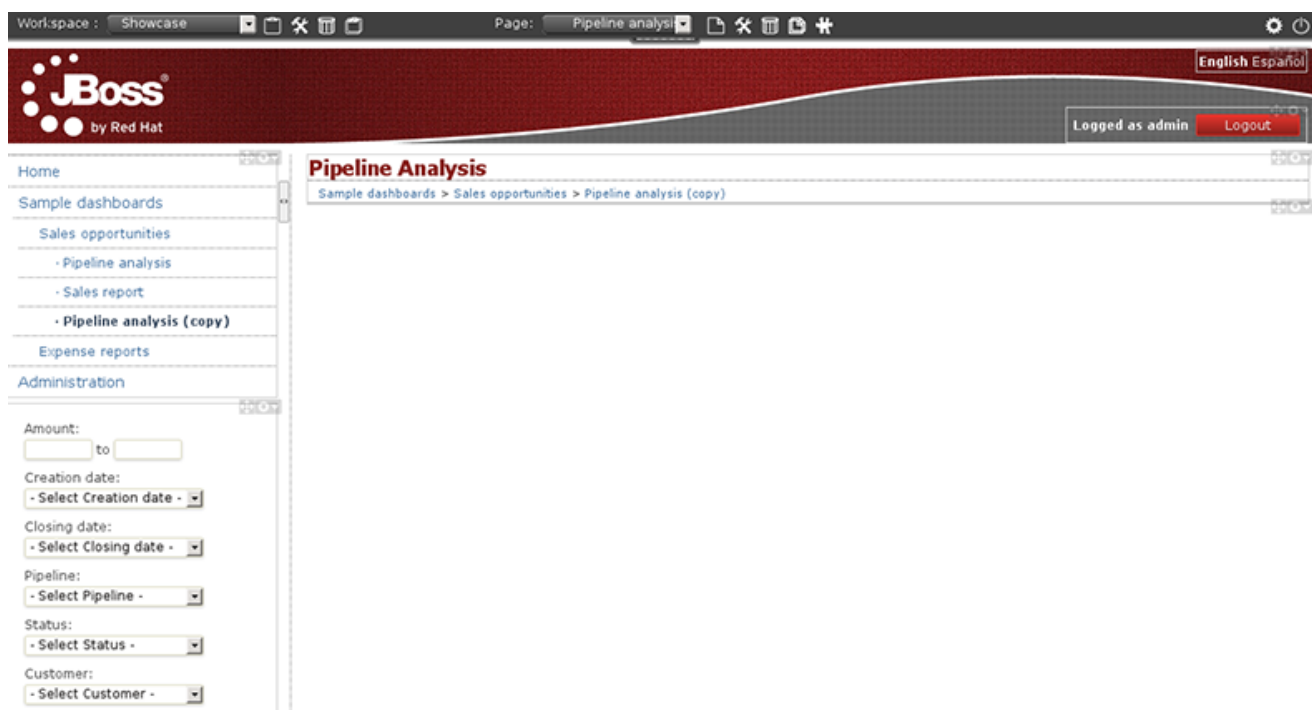 Workspace : Showcase Page: Pipeline analysis
JBoss®
by Red Hat
English Español
Logged as admin Logout
Home
Sample dashboards
Sales opportunities
· Pipeline analysis
· Sales report
· Pipeline analysis (copy)
Expense reports
Administration
Pipeline Analysis
Sample dashboards > Sales opportunities > Pipeline analysis (copy)
Amount:
to
Creation date:
- Select Creation date -
Closing date:
- Select Closing date -
Pipeline:
- Select Pipeline -
Status:
- Select Status -
Customer:
- Select Customer -